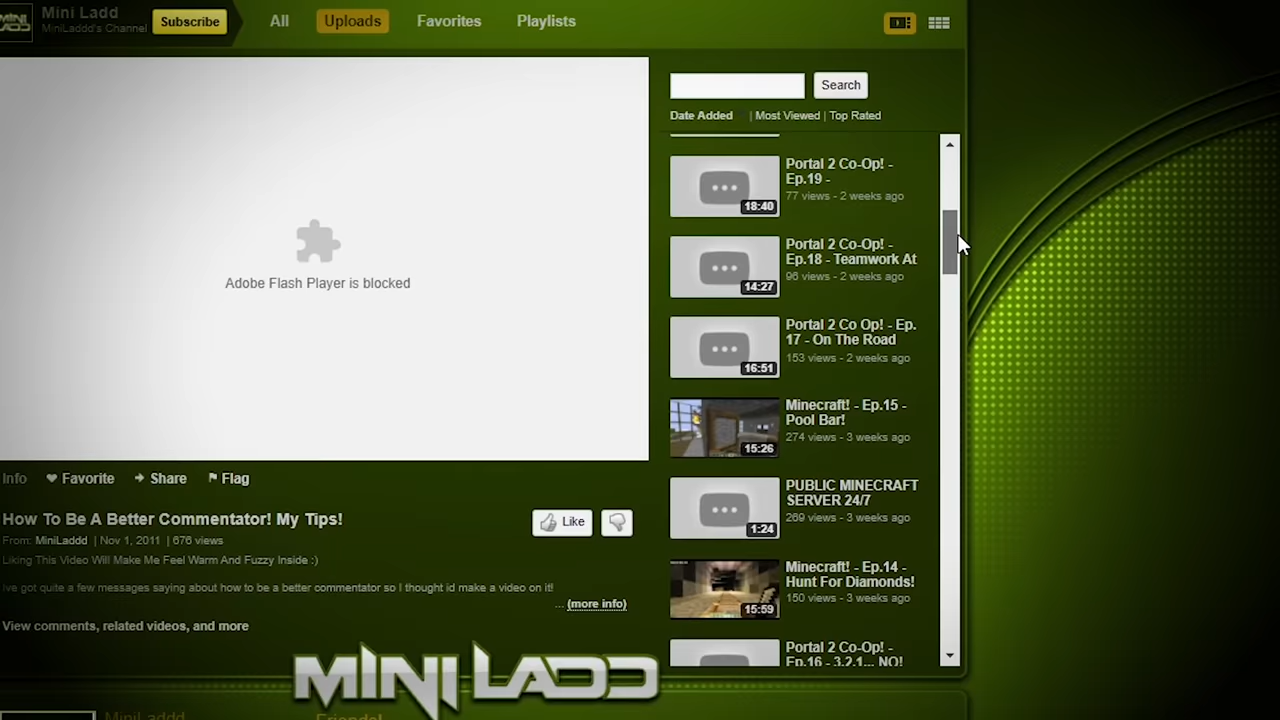 MINI LADD
Mini Ladd
MiniLaddd's Channel
Subscribe
All
Uploads
Favorites
Playlists
Search
Date Added | Most Viewed | Top Rated
Adobe Flash Player is blocked
Portal 2 Co-Op! -
Ep.19 -
77 views - 2 weeks ago
18:40
Portal 2 Co-Op! -
Ep.18 - Teamwork At
96 views - 2 weeks ago
14:27
Portal 2 Co Op! - Ep.
17 - On The Road
153 views - 2 weeks ago
16:51
Minecraft! - Ep.15 -
Pool Bar!
274 views - 3 weeks ago
15:26
PUBLIC MINECRAFT
SERVER 24/7
269 views - 3 weeks ago
1:24
Minecraft! - Ep.14 -
Hunt For Diamonds!
150 views - 3 weeks ago
15:59
Portal 2 Co-Op! -
Ep.16 - 3.2.1... NO!
Info
Favorite
Share
Flag
How To Be A Better Commentator! My Tips!
Like
From: MiniLaddd | Nov 1, 2011 | 676 views
Liking This Video Will Make Me Feel Warm And Fuzzy Inside :)
Ive got quite a few messages saying about how to be a better commentator so I thought id make a video on it!
... (more info)
View comments, related videos, and more
MINI LADD
MiniLaddd
Friends!